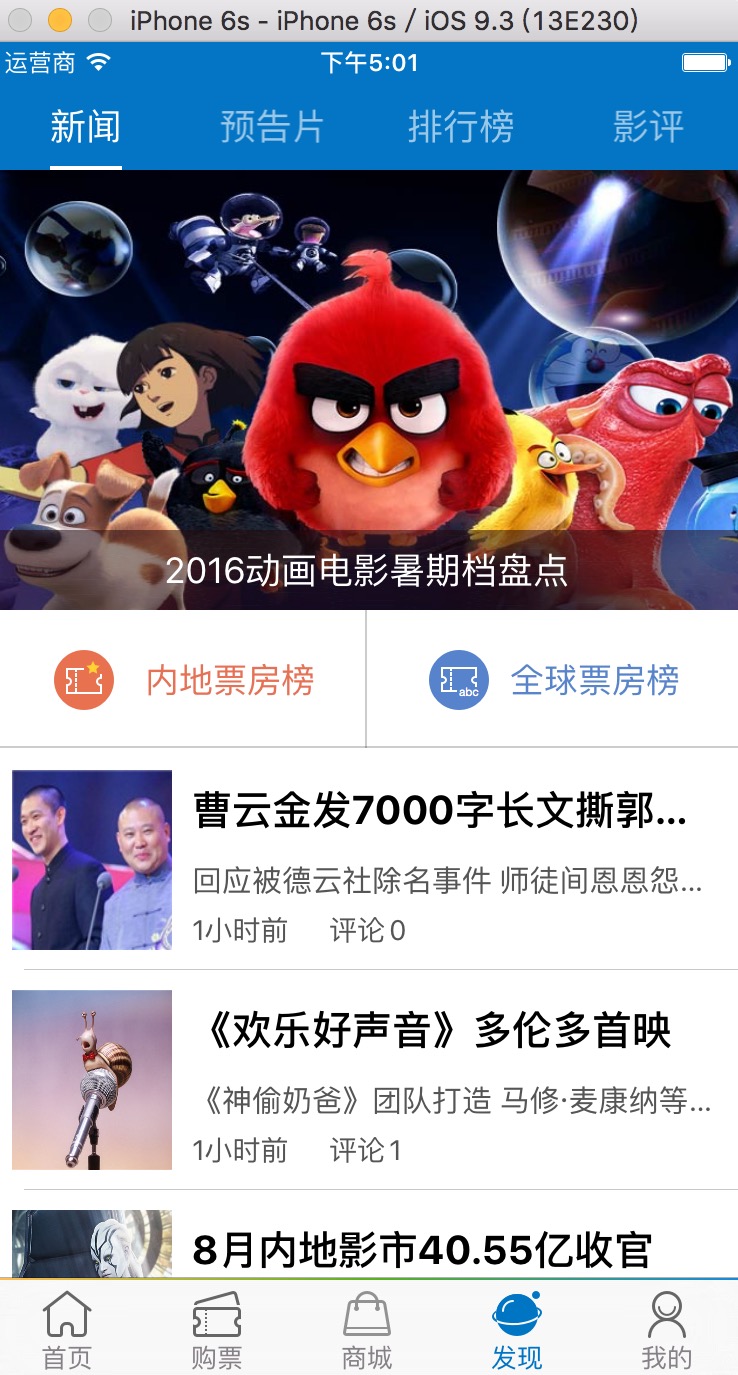 iPhone 6s - iPhone 6s / iOS 9.3 (13E230)
运营商 下午5:01
新闻 预告片 排行榜 影评
2016动画电影暑期档盘点
内地票房榜 abc 全球票房榜
曹云金发7000字长文撕郭...
回应被德云社除名事件 师徒间恩恩怨...
1小时前 评论0
《欢乐好声音》多伦多首映
《神偷奶爸》团队打造 马修·麦康纳等...
1小时前 评论1
8月内地影市40.55亿收官
首页 购票 商城 发现 我的